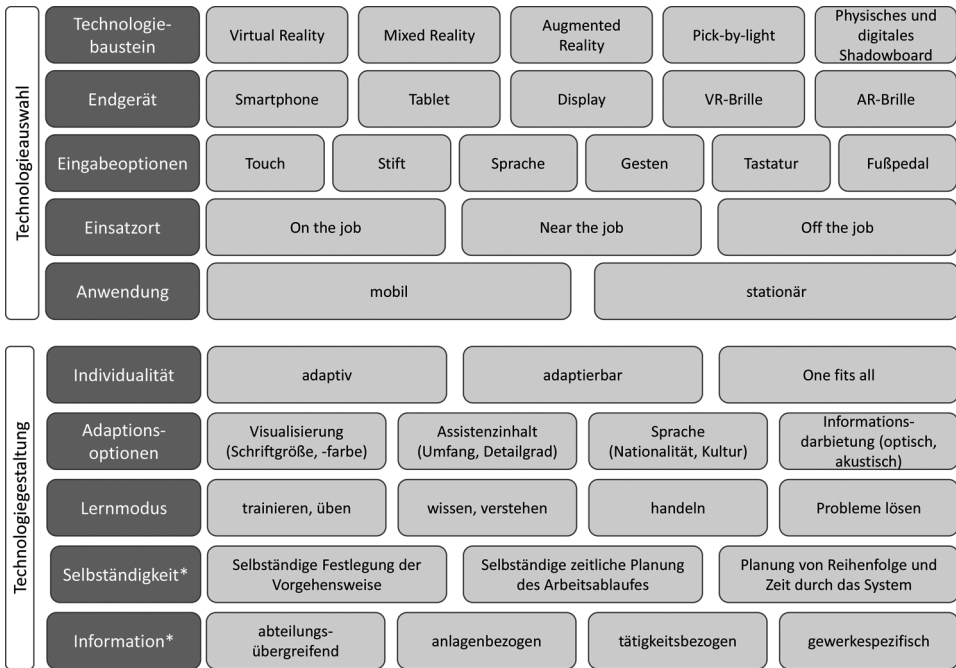 Technologieauswahl
Technologie-
baustein
Virtual Reality
Mixed Reality
Augmented
Reality
Pick-by-light
Physisches und
digitales
Shadowboard
Endgerät
Smartphone
Tablet
Display
VR-Brille
AR-Brille
Eingabeoptionen
Touch
Stift
Sprache
Gesten
Tastatur
Fußpedal
Einsatzort
On the job
Near the job
Off the job
Anwendung
mobil
stationär
Technologiegestaltung
Individualität
adaptiv
adaptierbar
One fits all
Adaptions-
optionen
Visualisierung
(Schriftgröße, -farbe)
Assistenzinhalt
(Umfang, Detailgrad)
Sprache
(Nationalität, Kultur)
Informations-
darbietung (optisch,
akustisch)
Lernmodus
trainieren, üben
wissen, verstehen
handeln
Probleme lösen
Selbständigkeit*
Selbständige Festlegung der
Vorgehensweise
Selbständige zeitliche Planung
des Arbeitsablaufes
Planung von Reihenfolge und
Zeit durch das System
Information*
abteilungs-
übergreifend
anlagenbezogen
tätigkeitsbezogen
gewerkespezifisch